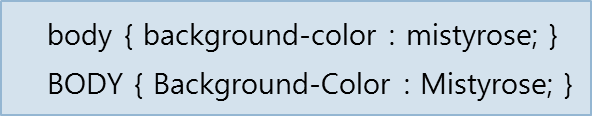 body { background-color : mistyrose; }
BODY { Background-Color : Mistyrose; }